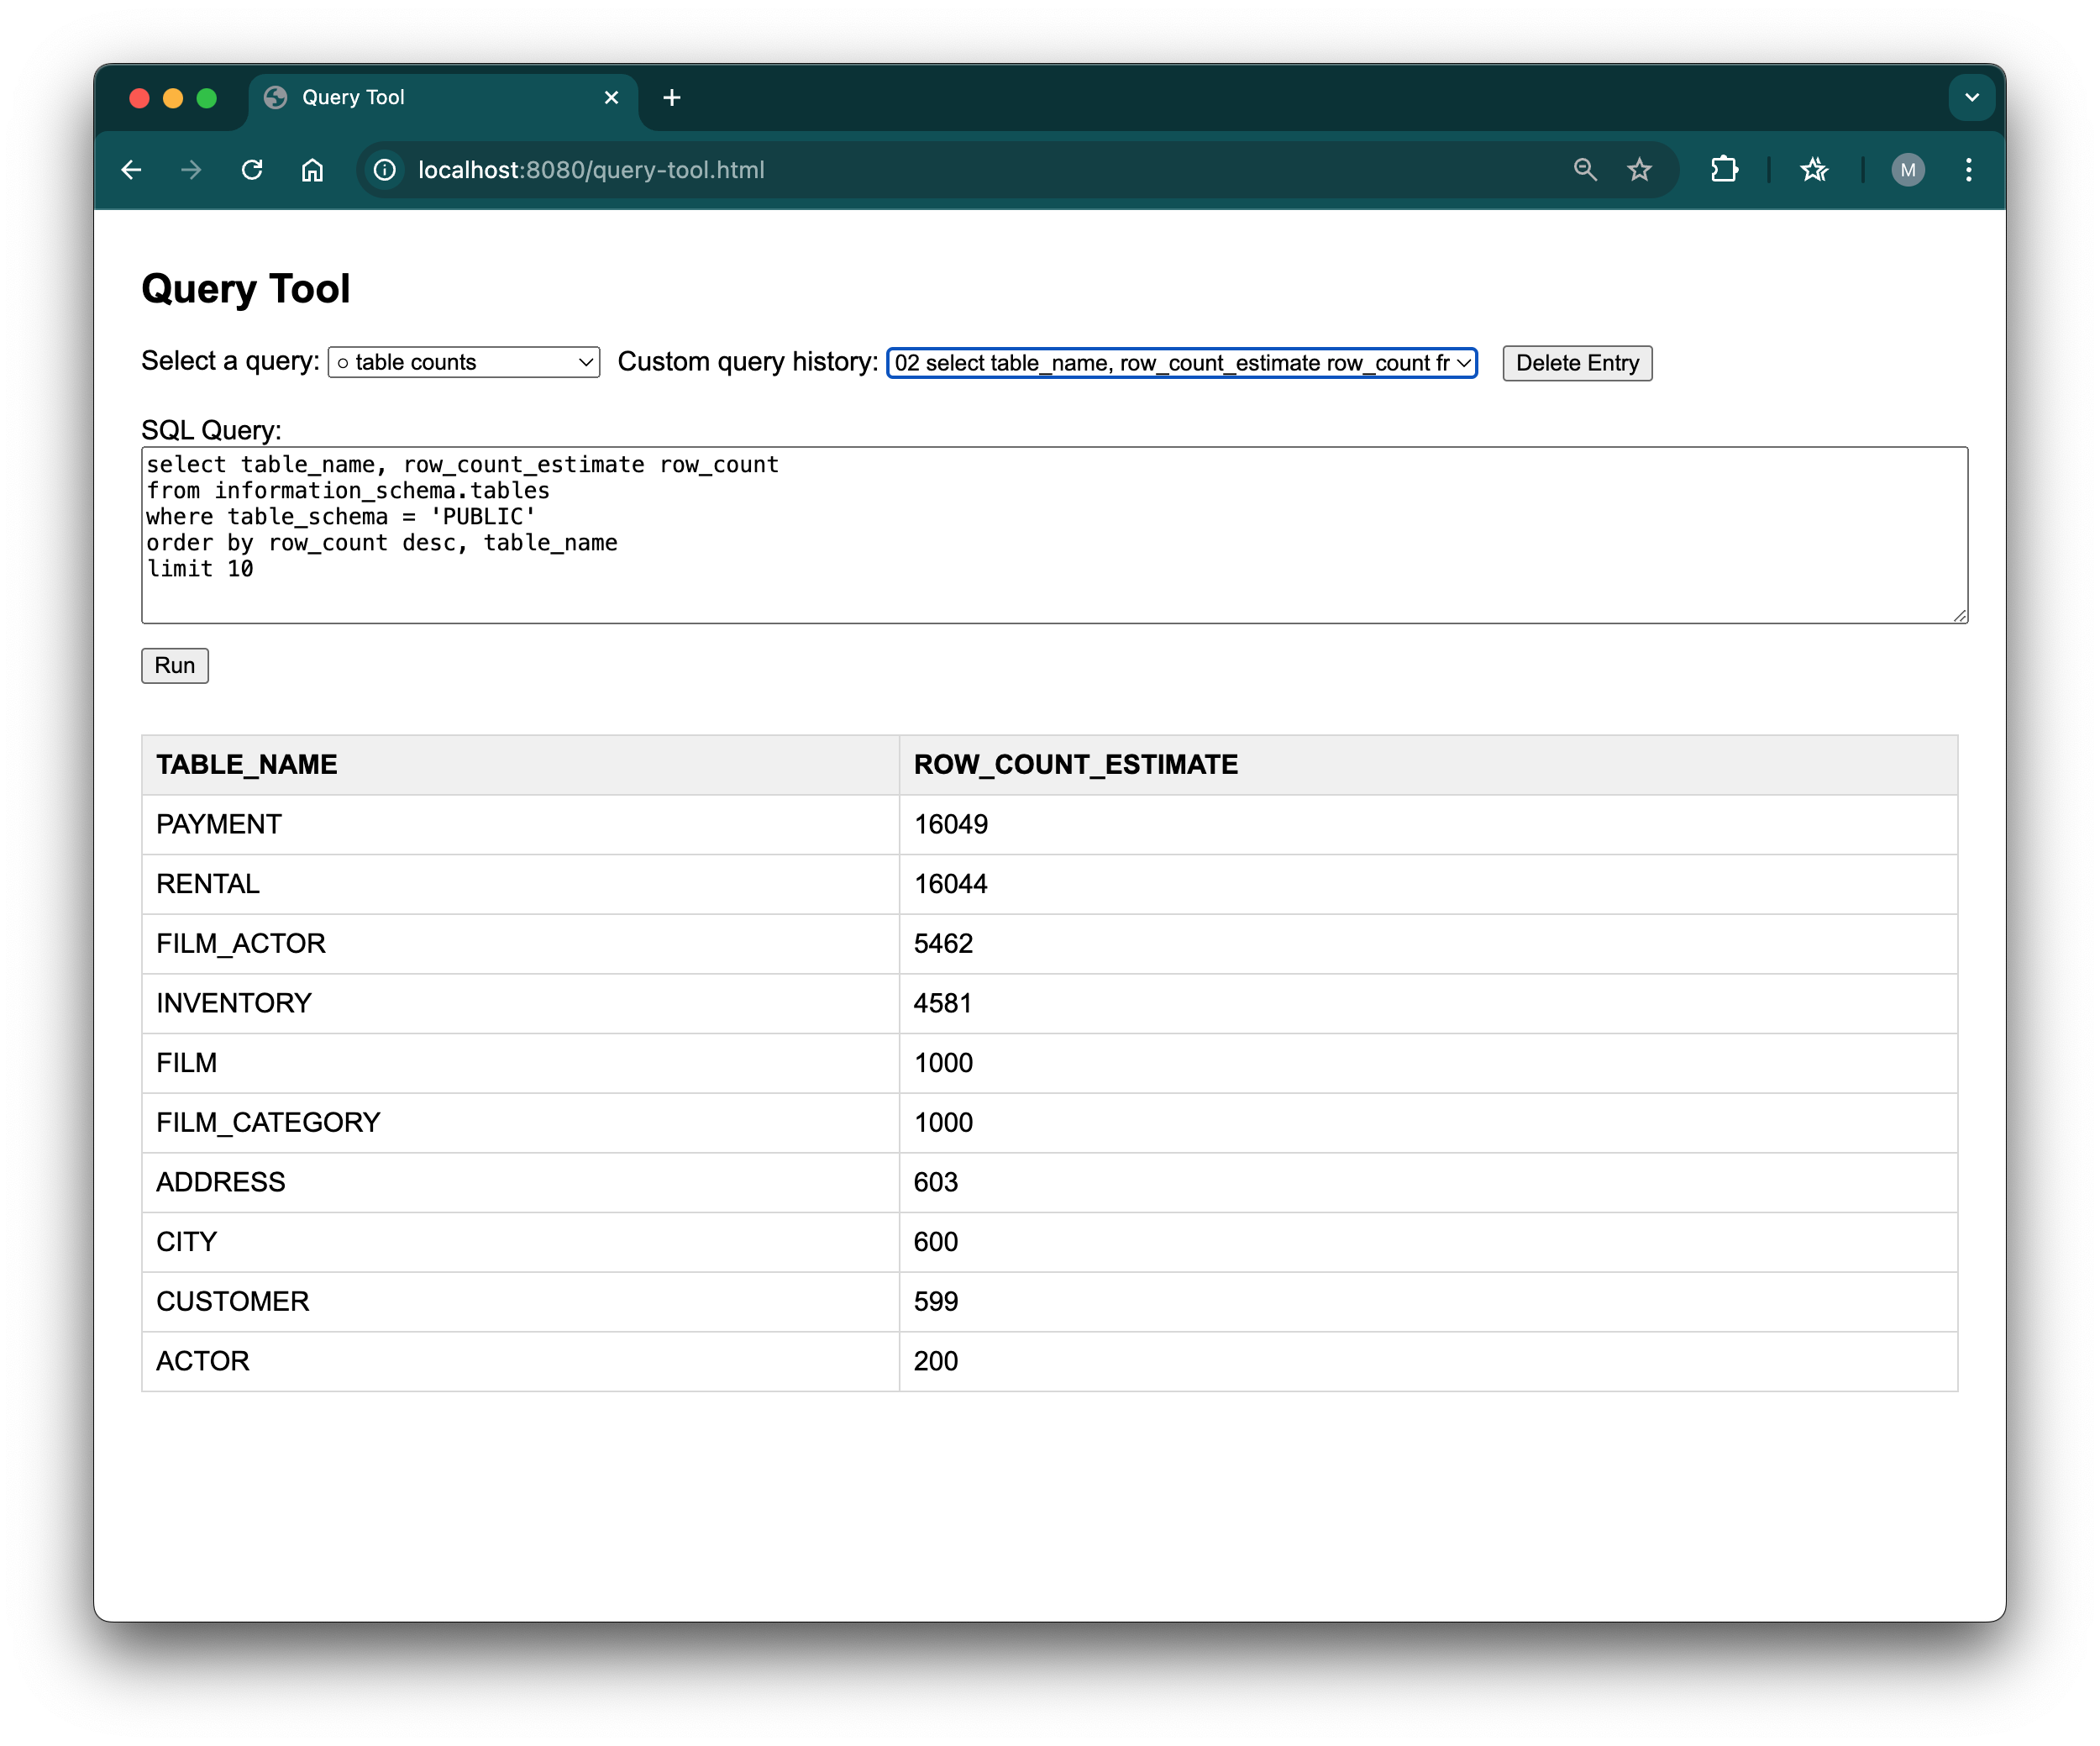 Query Tool
localhost:8080/query-tool.html
M
Query Tool
Select a query: ○ table counts Custom query history: 02 select table_name, row_count_estimate row_count fr Delete Entry
SQL Query:
select table_name, row_count_estimate row_count
from information_schema.tables
where table_schema = 'PUBLIC'
order by row_count desc, table_name
limit 10
Run
TABLE_NAME ROW_COUNT_ESTIMATE
PAYMENT 16049
RENTAL 16044
FILM_ACTOR 5462
INVENTORY 4581
FILM 1000
FILM_CATEGORY 1000
ADDRESS 603
CITY 600
CUSTOMER 599
ACTOR 200